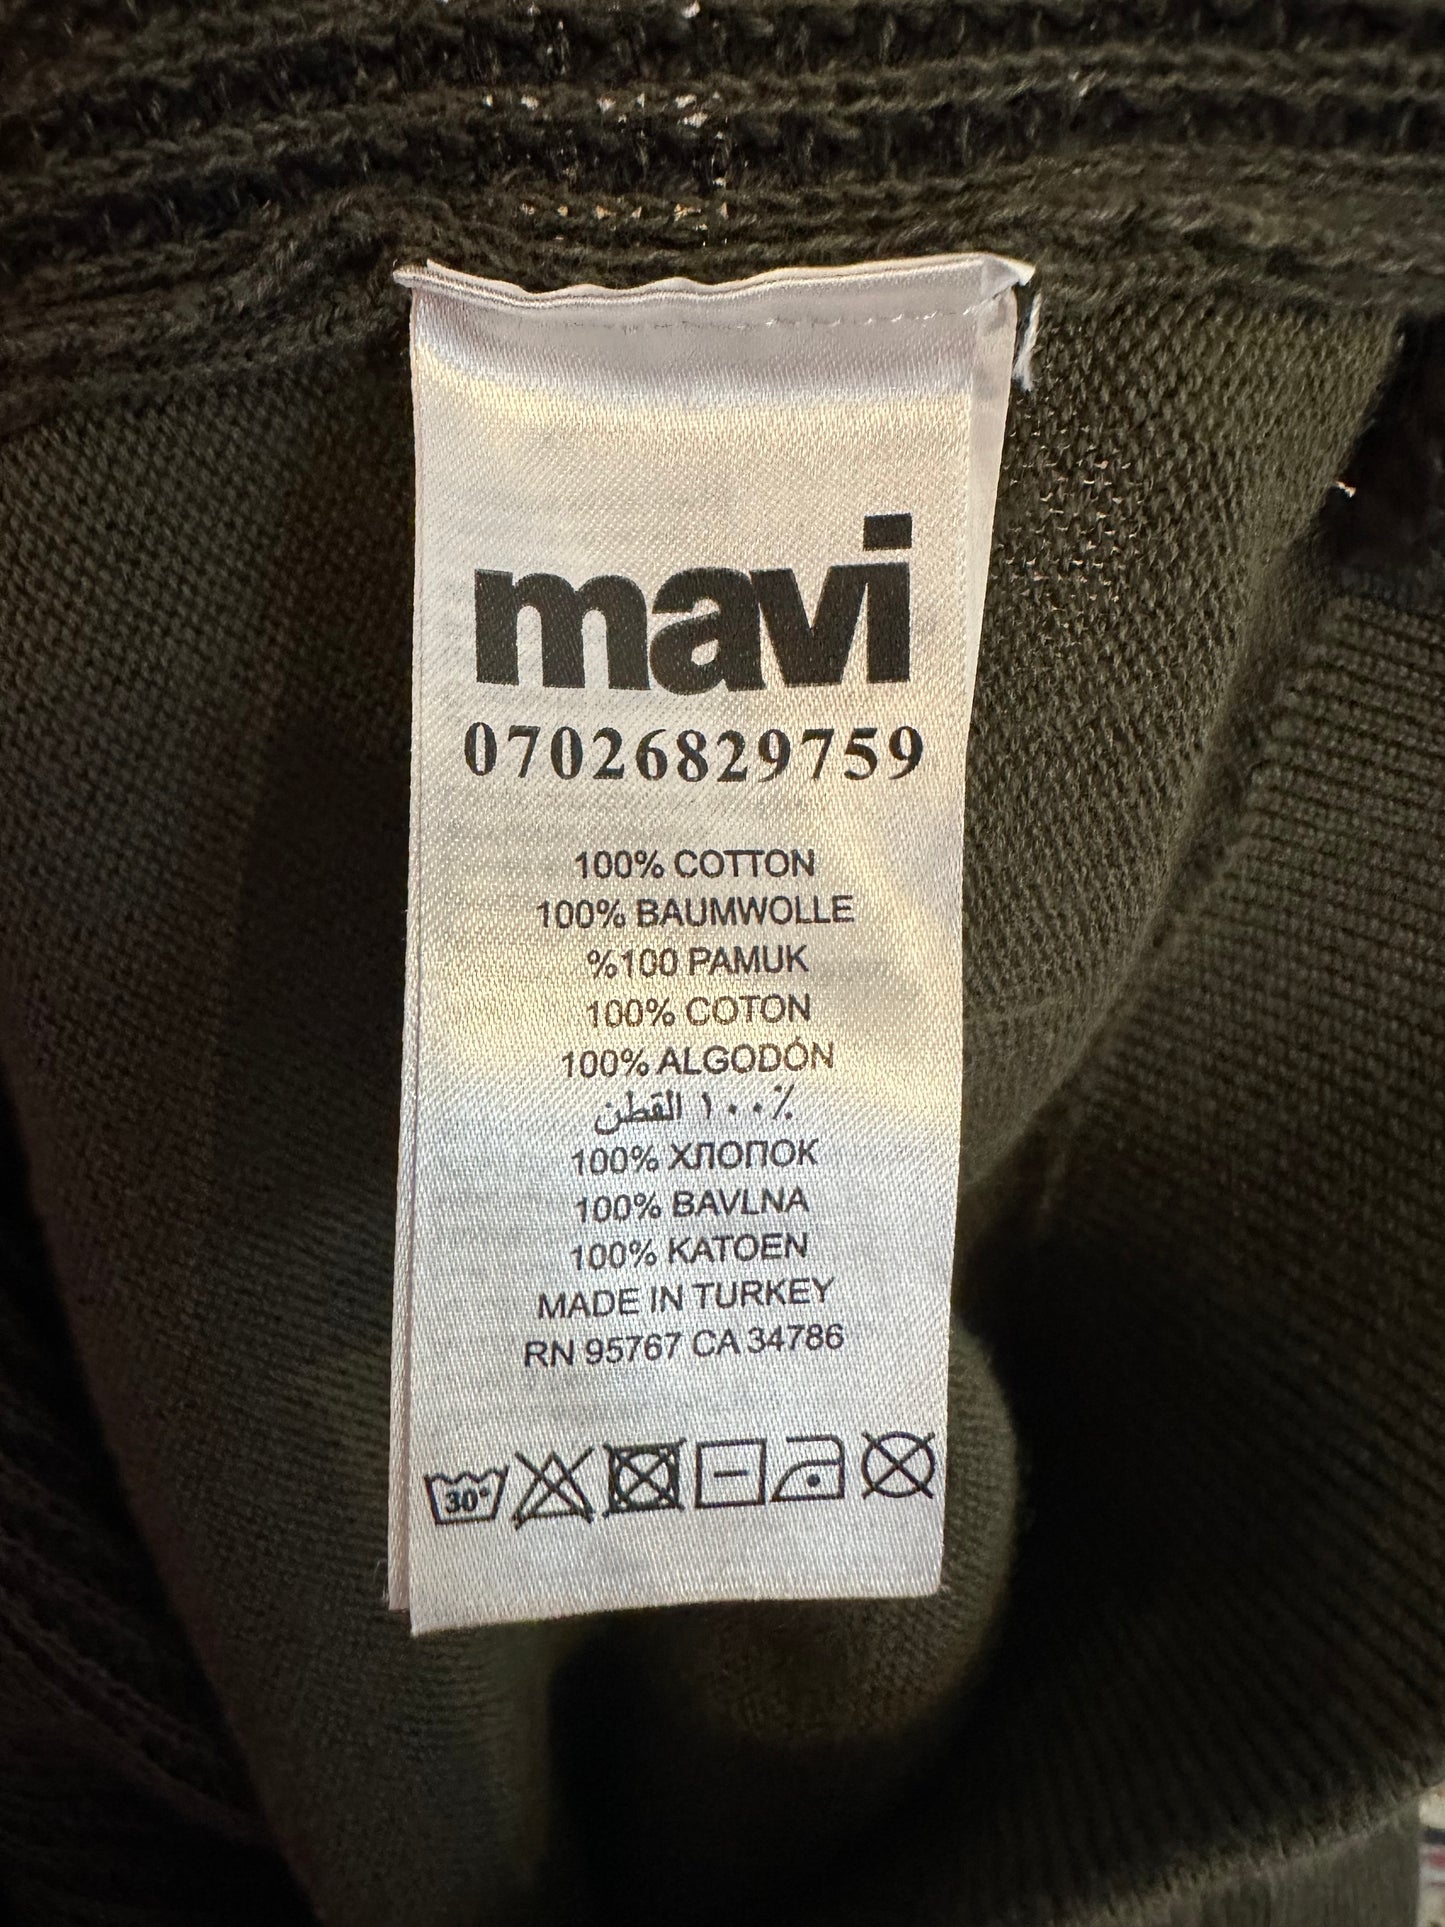 mavi
07026829759
100% COTTON
100% BAUMWOLLE
%100 PAMUK
100% COTON
100% ALGODÓN
٪١٠٠ القطن
100% ХЛОПОК
100% BAVLNA
100% KATOEN
MADE IN TURKEY
RN 95767 CA 34786
30°